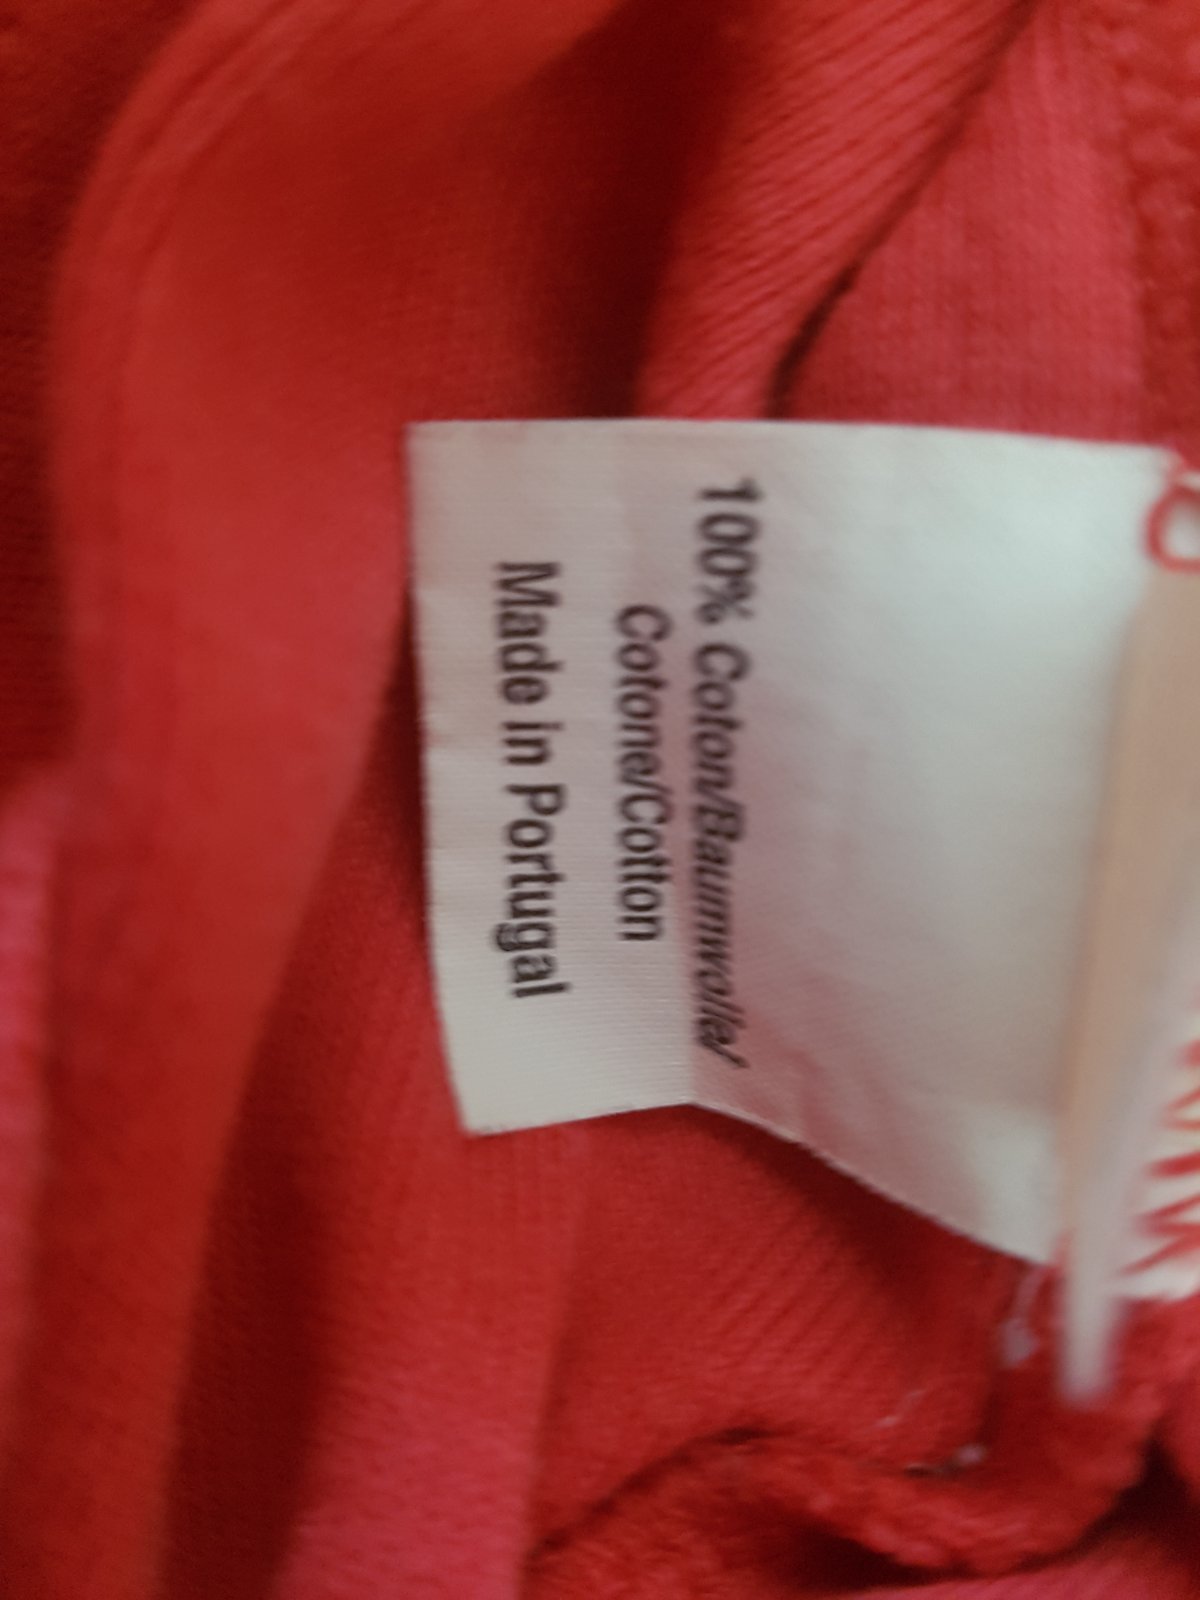 100% Coton/Baumwolle/
Cotone/Cotton
Made in Portugal